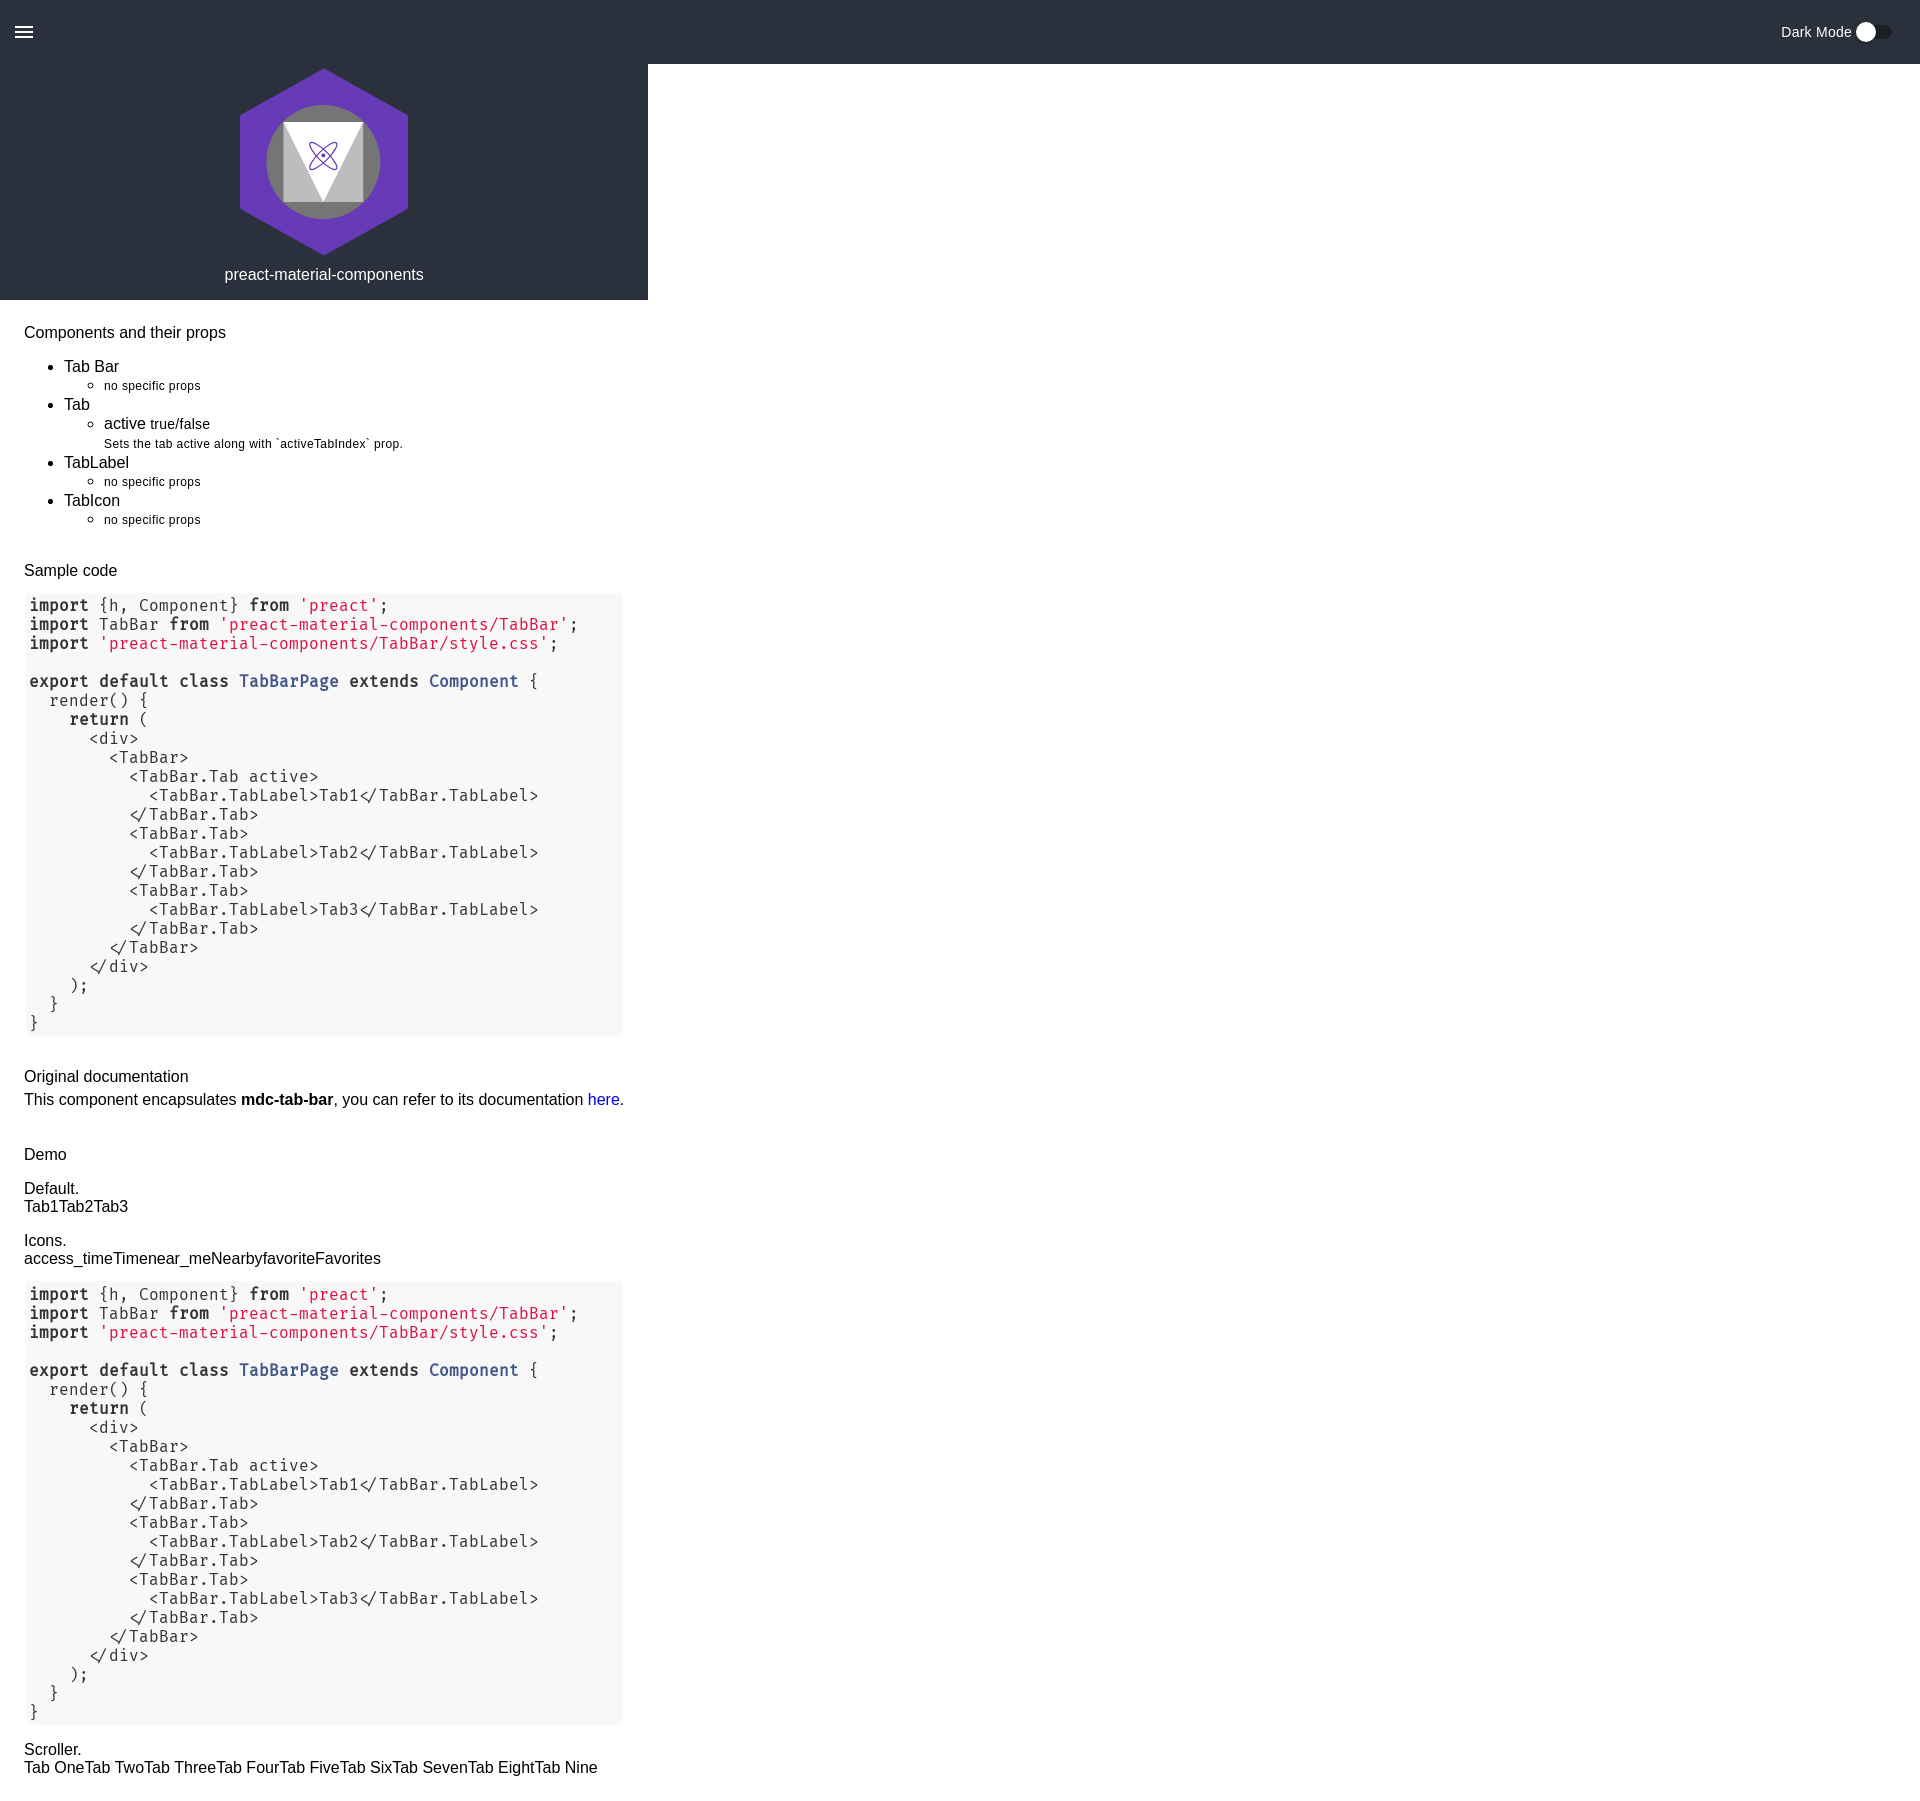 Dark Mode
preact-material-components
Components and their props
Tab Bar
no specific props
Tab
active true/false
Sets the tab active along with `activeTabIndex` prop.
TabLabel
no specific props
TabIcon
no specific props
Sample code
import {h, Component} from 'preact';
import TabBar from 'preact-material-components/TabBar';
import 'preact-material-components/TabBar/style.css';

export default class TabBarPage extends Component {
  render() {
    return (
      <div>
        <TabBar>
          <TabBar.Tab active>
            <TabBar.TabLabel>Tab1</TabBar.TabLabel>
          </TabBar.Tab>
          <TabBar.Tab>
            <TabBar.TabLabel>Tab2</TabBar.TabLabel>
          </TabBar.Tab>
          <TabBar.Tab>
            <TabBar.TabLabel>Tab3</TabBar.TabLabel>
          </TabBar.Tab>
        </TabBar>
      </div>
    );
  }
}
Original documentation
This component encapsulates mdc-tab-bar, you can refer to its documentation here.
Demo
Default.
Tab1Tab2Tab3
Icons.
access_timeTimenear_meNearbyfavoriteFavorites
import {h, Component} from 'preact';
import TabBar from 'preact-material-components/TabBar';
import 'preact-material-components/TabBar/style.css';

export default class TabBarPage extends Component {
  render() {
    return (
      <div>
        <TabBar>
          <TabBar.Tab active>
            <TabBar.TabLabel>Tab1</TabBar.TabLabel>
          </TabBar.Tab>
          <TabBar.Tab>
            <TabBar.TabLabel>Tab2</TabBar.TabLabel>
          </TabBar.Tab>
          <TabBar.Tab>
            <TabBar.TabLabel>Tab3</TabBar.TabLabel>
          </TabBar.Tab>
        </TabBar>
      </div>
    );
  }
}
Scroller.
Tab OneTab TwoTab ThreeTab FourTab FiveTab SixTab SevenTab EightTab Nine